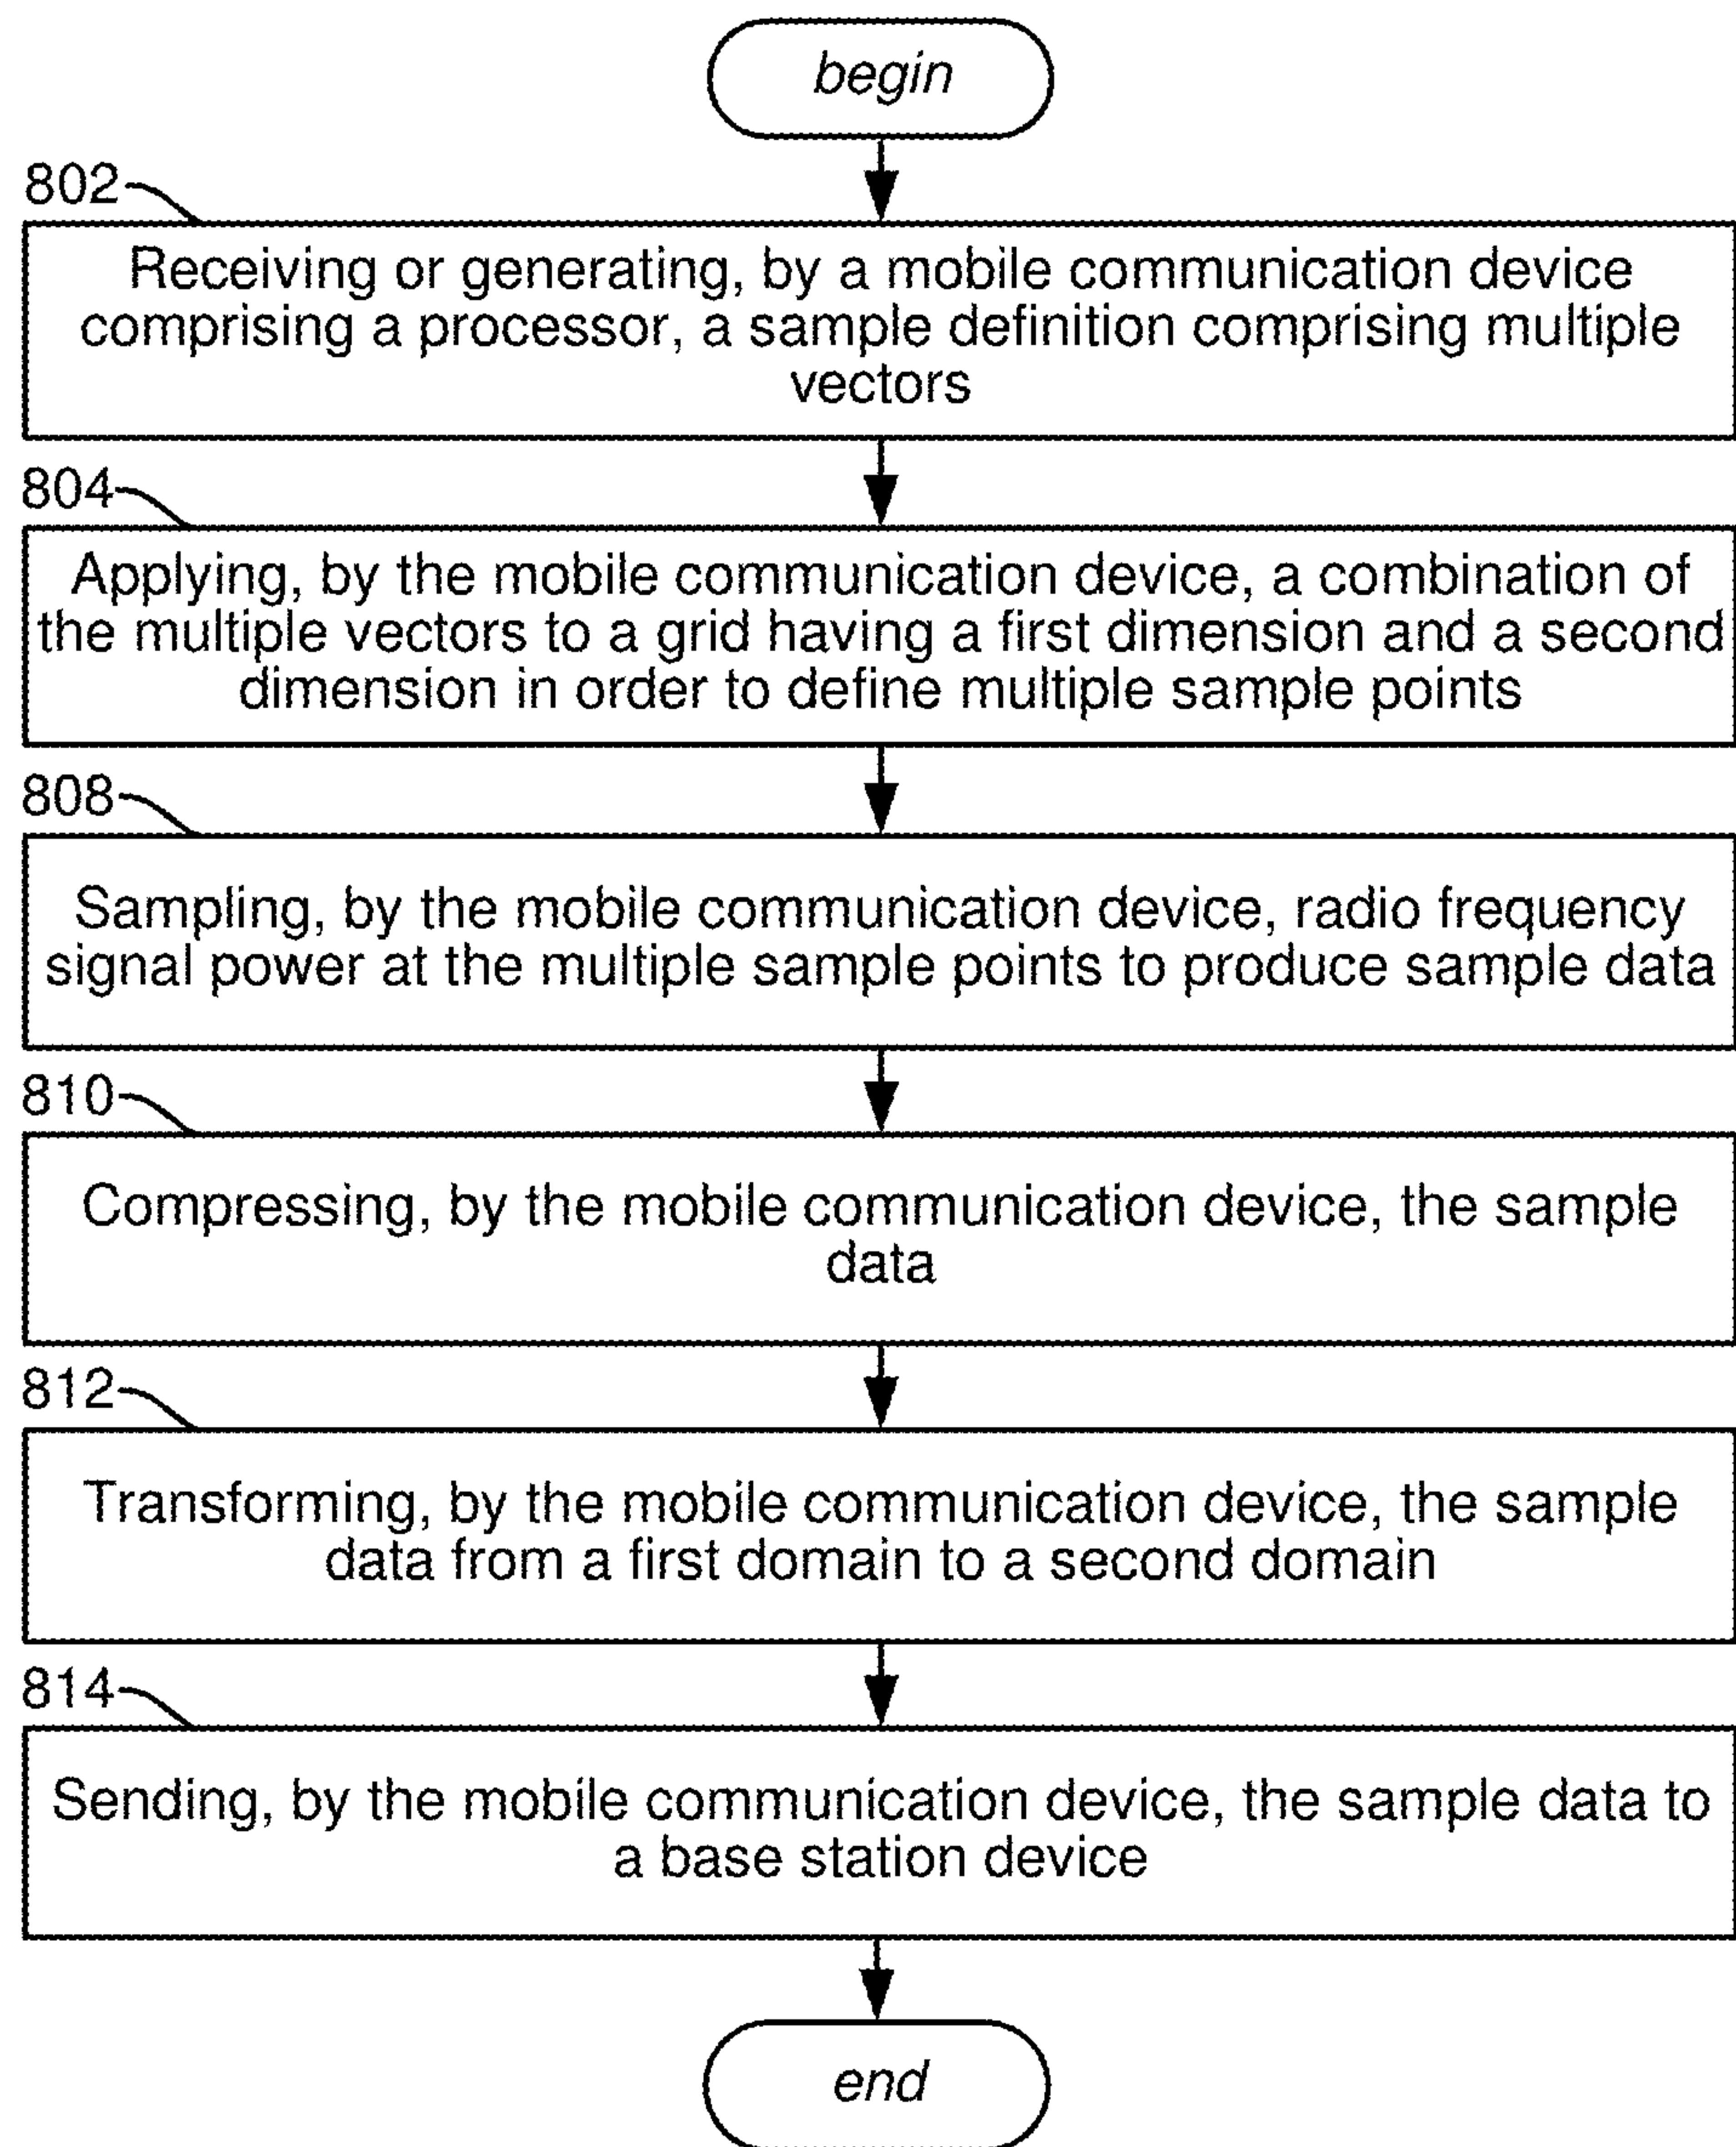 begin
802
Receiving or generating, by a mobile communication device
comprising a processor, a sample definition comprising multiple
vectors
804
Applying, by the mobile communication device, a combination of
the multiple vectors to a grid having a first dimension and a second
dimension in order to define multiple sample points
808
Sampling, by the mobile communication device, radio frequency
signal power at the multiple sample points to produce sample data
810
Compressing, by the mobile communication device, the sample
data
812
Transforming, by the mobile communication device, the sample
data from a first domain to a second domain
814
Sending, by the mobile communication device, the sample data to
a base station device
end